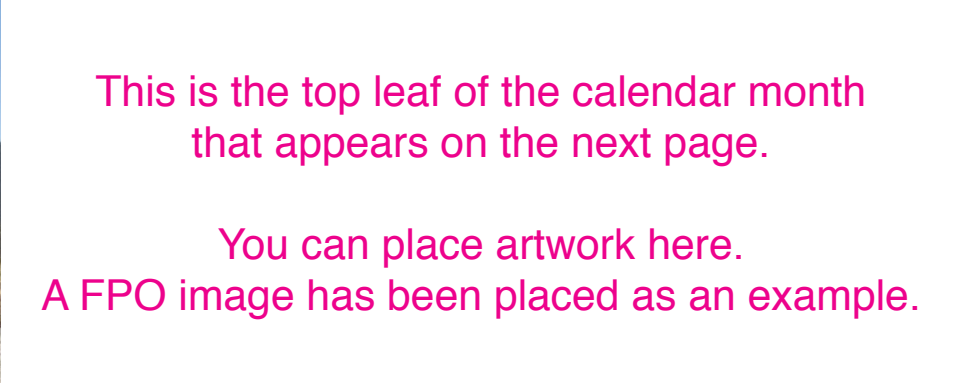 This is the top leaf of the calendar month
that appears on the next page.
You can place artwork here.
A FPO image has been placed as an example.